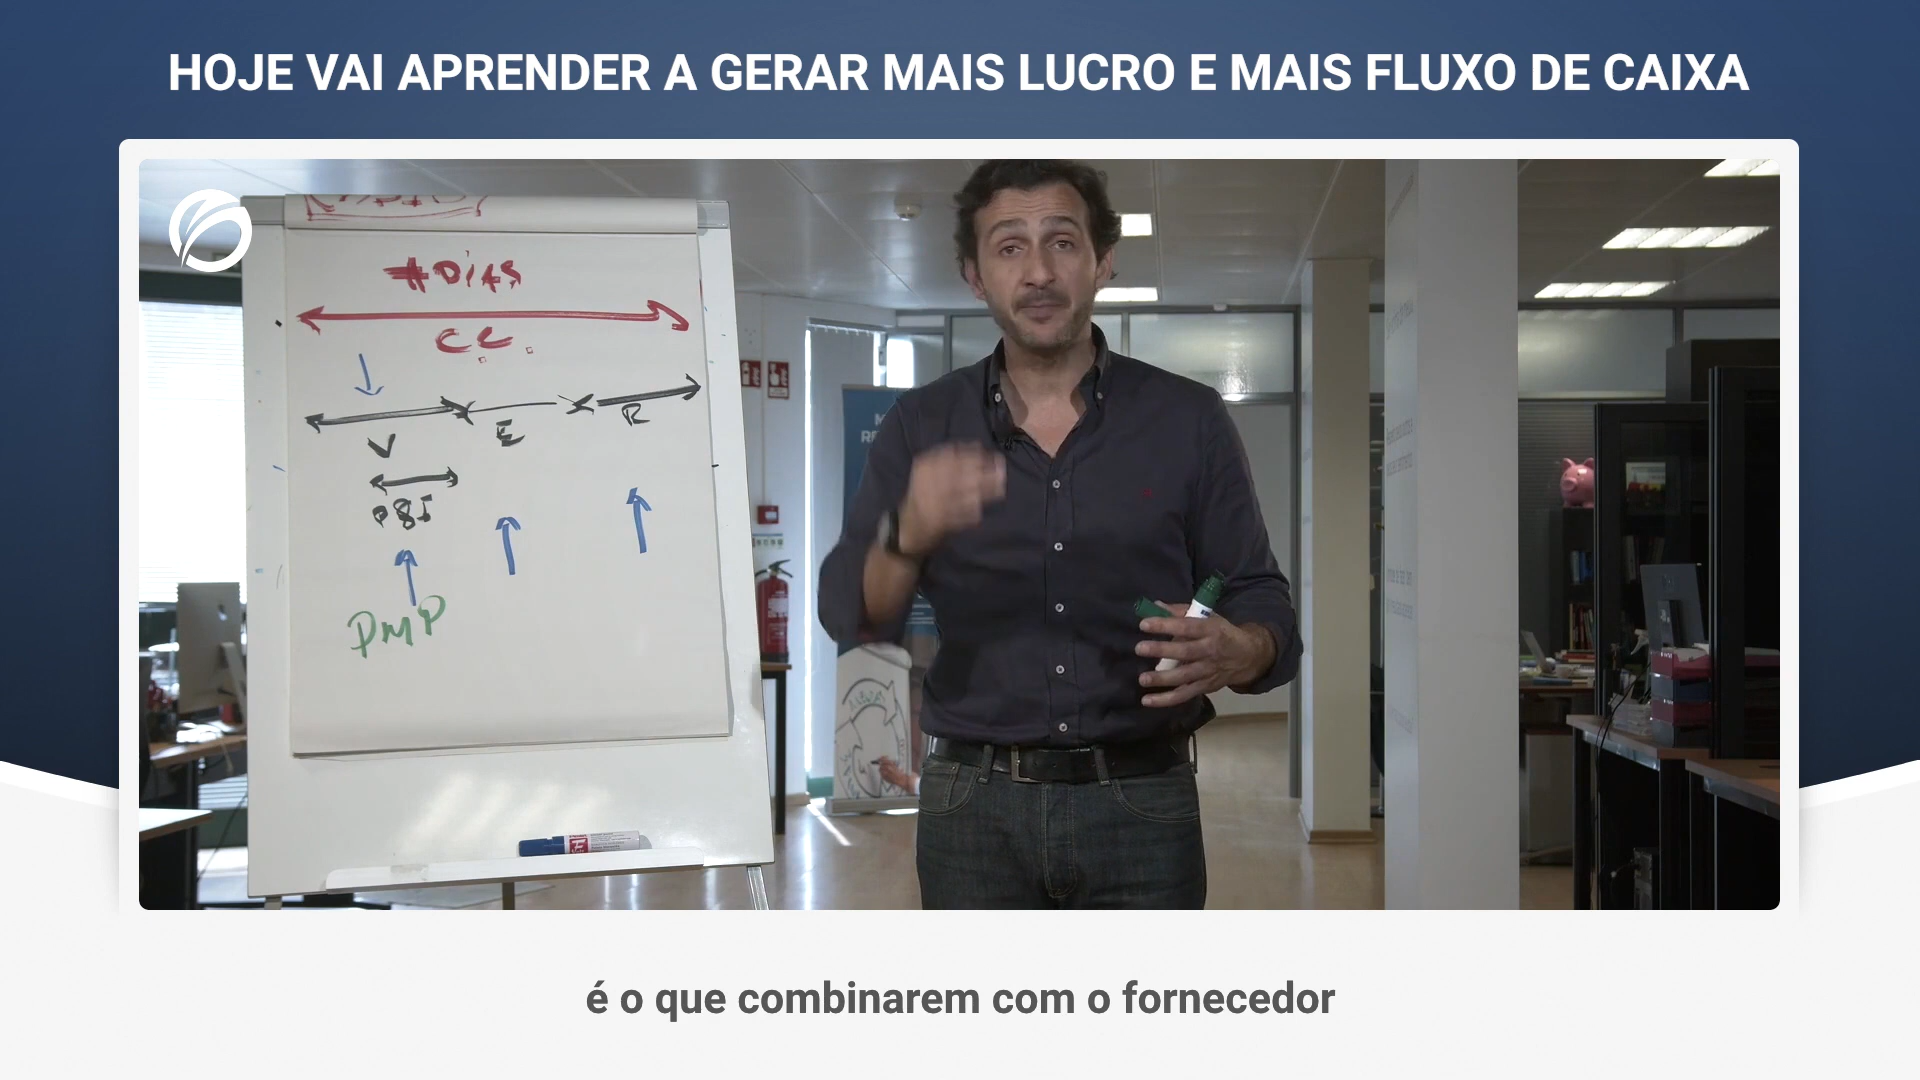 HOJE VAI APRENDER A GERAR MAIS LUCRO E MAIS FLUXO DE CAIXA
#DIAS
C.C.
V
E
R
PMP
é o que combinarem com o fornecedor